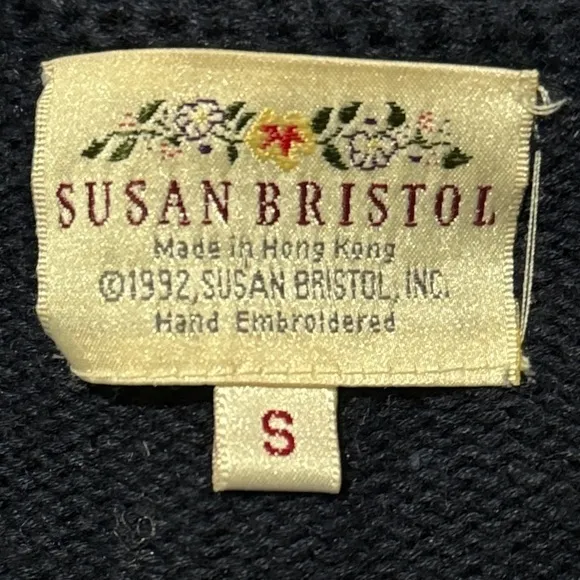 SUSAN BRISTOL
Made in Hong Kong
©1992, SUSAN BRISTOL, INC.
Hand Embroidered
S